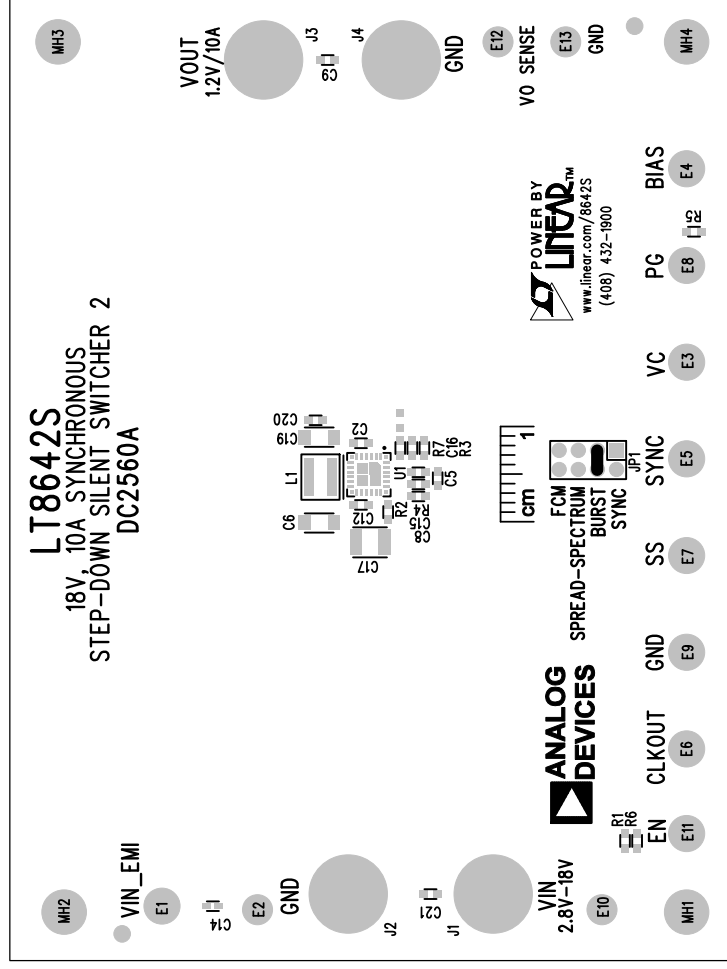 LT8642S
18V, 10A SYNCHRONOUS
STEP-DOWN SILENT SWITCHER 2
DC2560A
MH2
VIN_EMI
E1
C14
E2
GND
J2
C21
J1
VIN
2.8V-18V
E10
MH1
MH3
VOUT
1.2V/10A
J3
C9
J4
GND
E12
VO SENSE
E13
GND
MH4
C20
C19
L1
C6
C2
C12
C17
U1
R2
R7
C16
R3
C5
R4
C15
C8
cm
1
FCM
SPREAD-SPECTRUM
BURST
SYNC
JP1
POWER BY
LINEAR™
www.linear.com/8642S
(408) 432-1900
ANALOG
DEVICES
R1
R6
EN
E11
CLKOUT
E6
GND
E9
SS
E7
SYNC
E5
VC
E3
PG
E8
R5
BIAS
E4